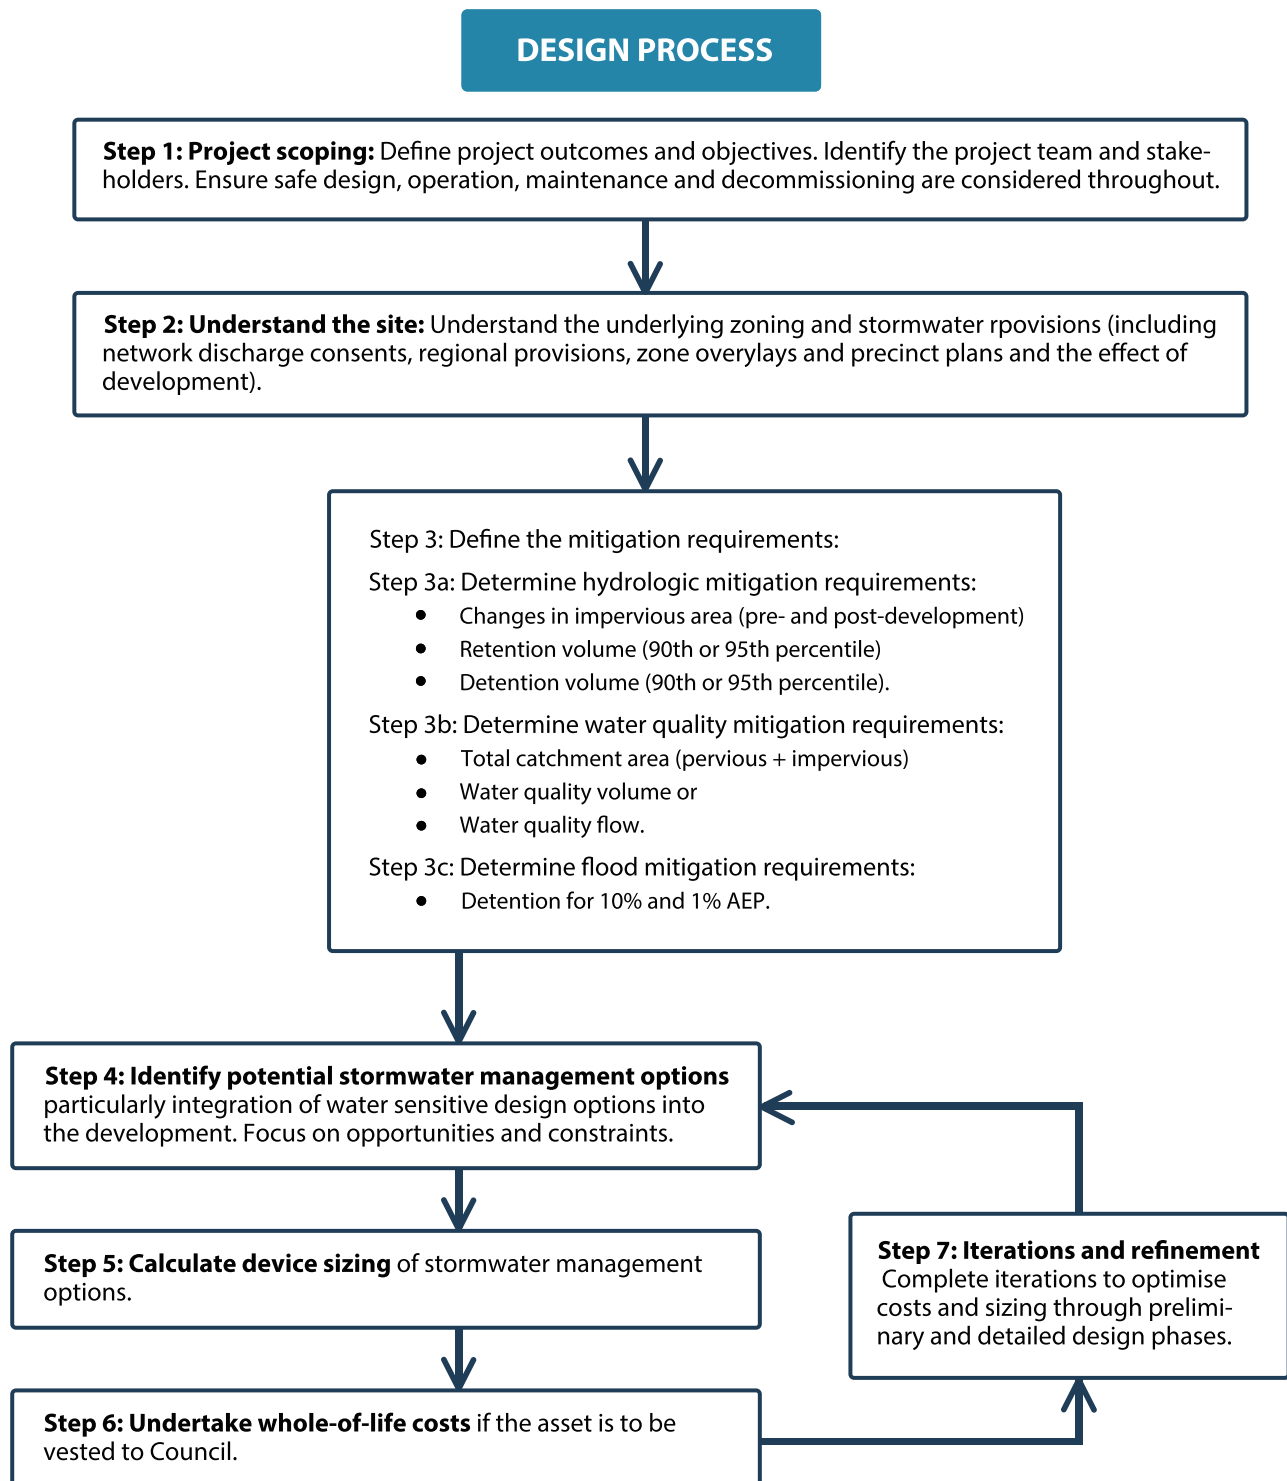 DESIGN PROCESS
Step 1: Project scoping: Define project outcomes and objectives. Identify the project team and stake-
holders. Ensure safe design, operation, maintenance and decommissioning are considered throughout.
Step 2: Understand the site: Understand the underlying zoning and stormwater rpovisions (including
network discharge consents, regional provisions, zone overylays and precinct plans and the effect of
development).
Step 3: Define the mitigation requirements:
Step 3a: Determine hydrologic mitigation requirements:
• Changes in impervious area (pre- and post-development)
• Retention volume (90th or 95th percentile)
• Detention volume (90th or 95th percentile).
Step 3b: Determine water quality mitigation requirements:
• Total catchment area (pervious + impervious)
• Water quality volume or
• Water quality flow.
Step 3c: Determine flood mitigation requirements:
• Detention for 10% and 1% AEP.
Step 4: Identify potential stormwater management options
particularly integration of water sensitive design options into
the development. Focus on opportunities and constraints.
Step 5: Calculate device sizing of stormwater management
options.
Step 6: Undertake whole-of-life costs if the asset is to be
vested to Council.
Step 7: Iterations and refinement
Complete iterations to optimise
costs and sizing through prelimi-
nary and detailed design phases.